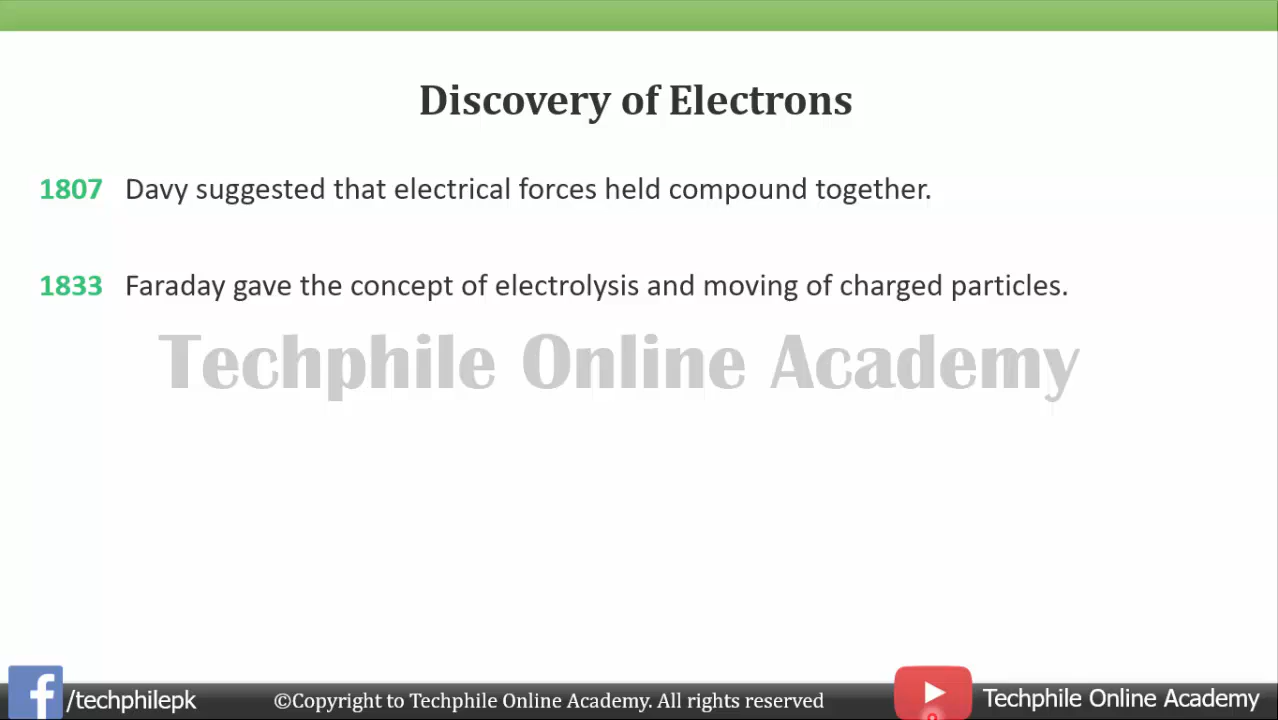 Discovery of Electrons
1807 Davy suggested that electrical forces held compound together.
1833 Faraday gave the concept of electrolysis and moving of charged particles.
Techphile Online Academy
f /techphilepk ©Copyright to Techphile Online Academy. All rights reserved Techphile Online Academy